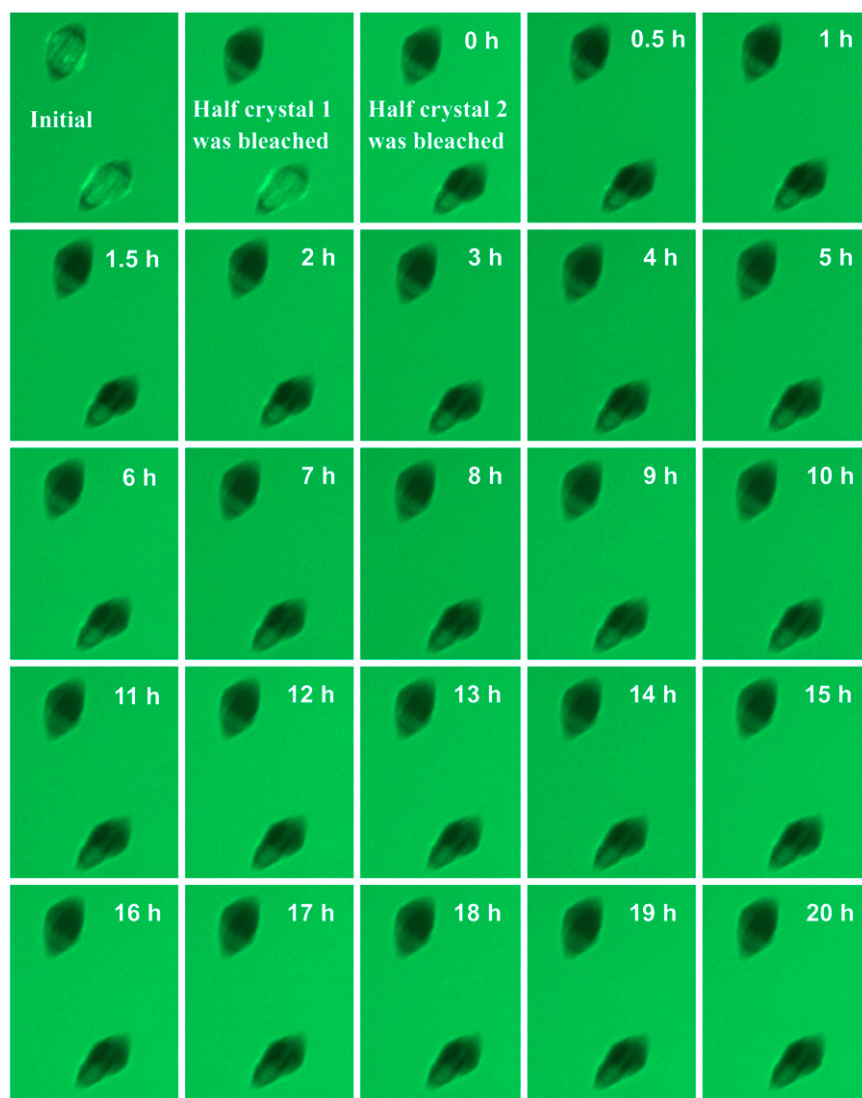 Initial
Half crystal 1
was bleached
0 h
Half crystal 2
was bleached
0.5 h
1 h
1.5 h
2 h
3 h
4 h
5 h
6 h
7 h
8 h
9 h
10 h
11 h
12 h
13 h
14 h
15 h
16 h
17 h
18 h
19 h
20 h